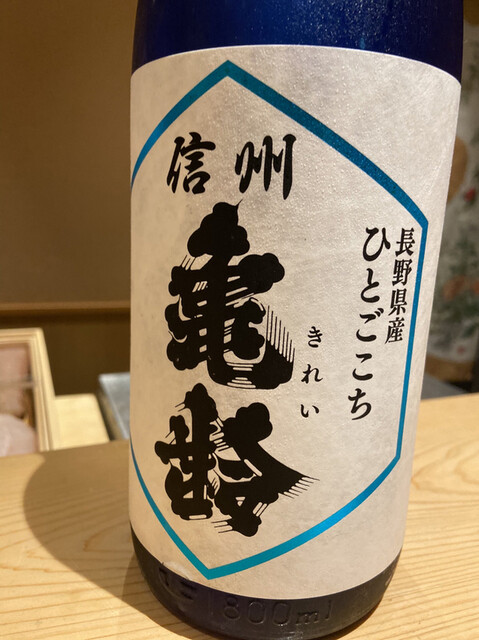 信州
亀齢
きれい
長野県産
ひとごこち
1800ml